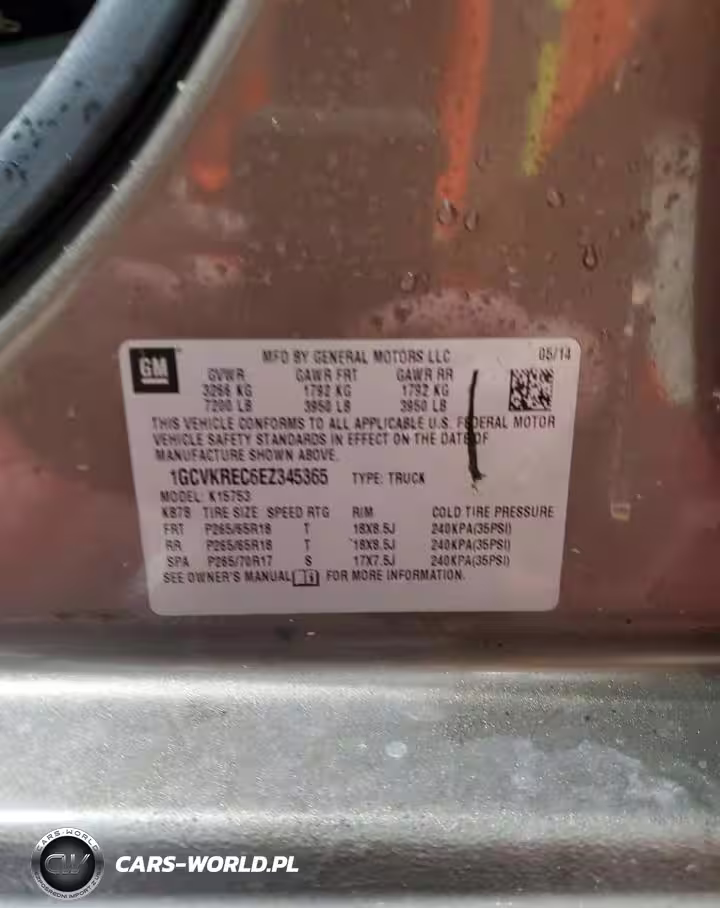 GM
MFD BY GENERAL MOTORS LLC 05/14
GVWR GAWR FRT GAWR RR
3266 KG 1792 KG 1792 KG
7200 LB 3950 LB 3950 LB
THIS VEHICLE CONFORMS TO ALL APPLICABLE U.S. FEDERAL MOTOR
VEHICLE SAFETY STANDARDS IN EFFECT ON THE DATE OF
MANUFACTURE SHOWN ABOVE.
1GCVKREC6EZ345365 TYPE: TRUCK
MODEL: K15753
KB7B TIRE SIZE SPEED RTG RIM COLD TIRE PRESSURE
FRT P265/65R18 T 18X8.5J 240KPA(35PSI)
RR P265/65R18 T 18X8.5J 240KPA(35PSI)
SPA P265/70R17 S 17X7.5J 240KPA(35PSI)
SEE OWNER'S MANUAL FOR MORE INFORMATION.
CARS-WORLD
CW
CARS-WORLD.PL